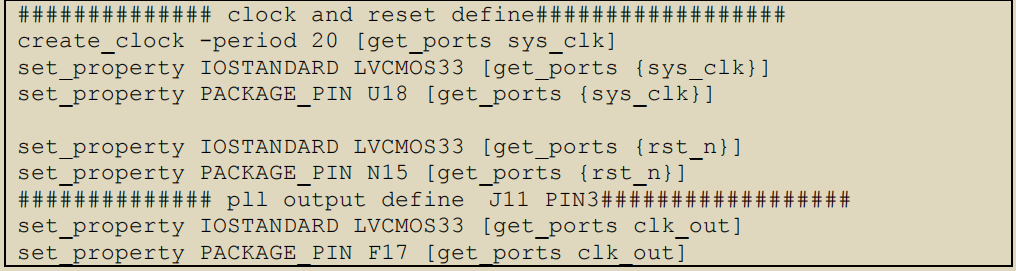 ############## clock and reset define##################
create_clock -period 20 [get_ports sys_clk]
set_property IOSTANDARD LVCMOS33 [get_ports {sys_clk}]
set_property PACKAGE_PIN U18 [get_ports {sys_clk}]
set_property IOSTANDARD LVCMOS33 [get_ports {rst_n}]
set_property PACKAGE_PIN N15 [get_ports {rst_n}]
############## pll output define  J11 PIN3##################
set_property IOSTANDARD LVCMOS33 [get_ports clk_out]
set_property PACKAGE_PIN F17 [get_ports clk_out]